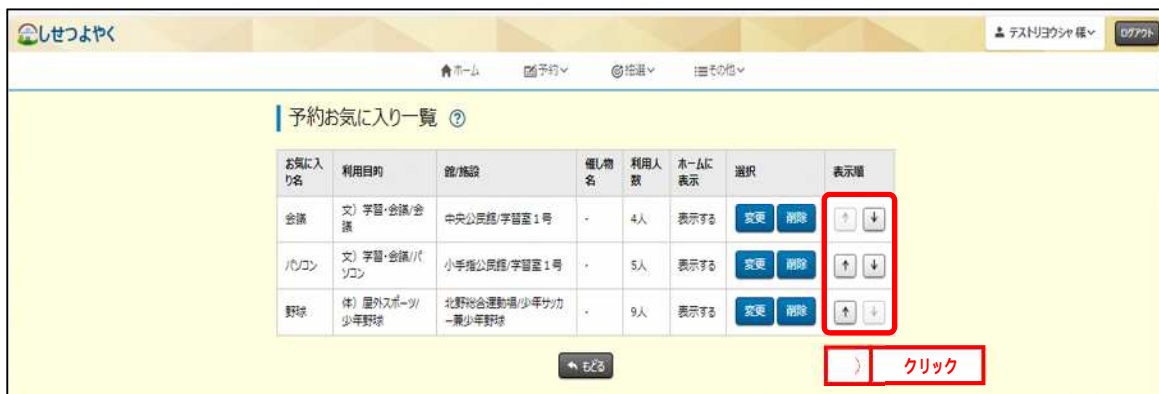 しせつよやく
テストリヨウシャ 様
ログアウト
ホーム 予約 抽選 その他
予約お気に入り一覧 ?
お気に入り名 利用目的 館/施設 催し物名 利用人数 ホームに表示 選択 表示順
会議 文）学習・会議/会議 中央公民館/学習室1号 - 4人 表示する 変更 削除 ↑ ↓
パソコン 文）学習・会議/パソコン 小手指公民館/学習室1号 - 5人 表示する 変更 削除 ↑ ↓
野球 体）屋外スポーツ/少年野球 北野総合運動場/少年サッカー兼少年野球 - 9人 表示する 変更 削除 ↑ ↓
もどる
） クリック